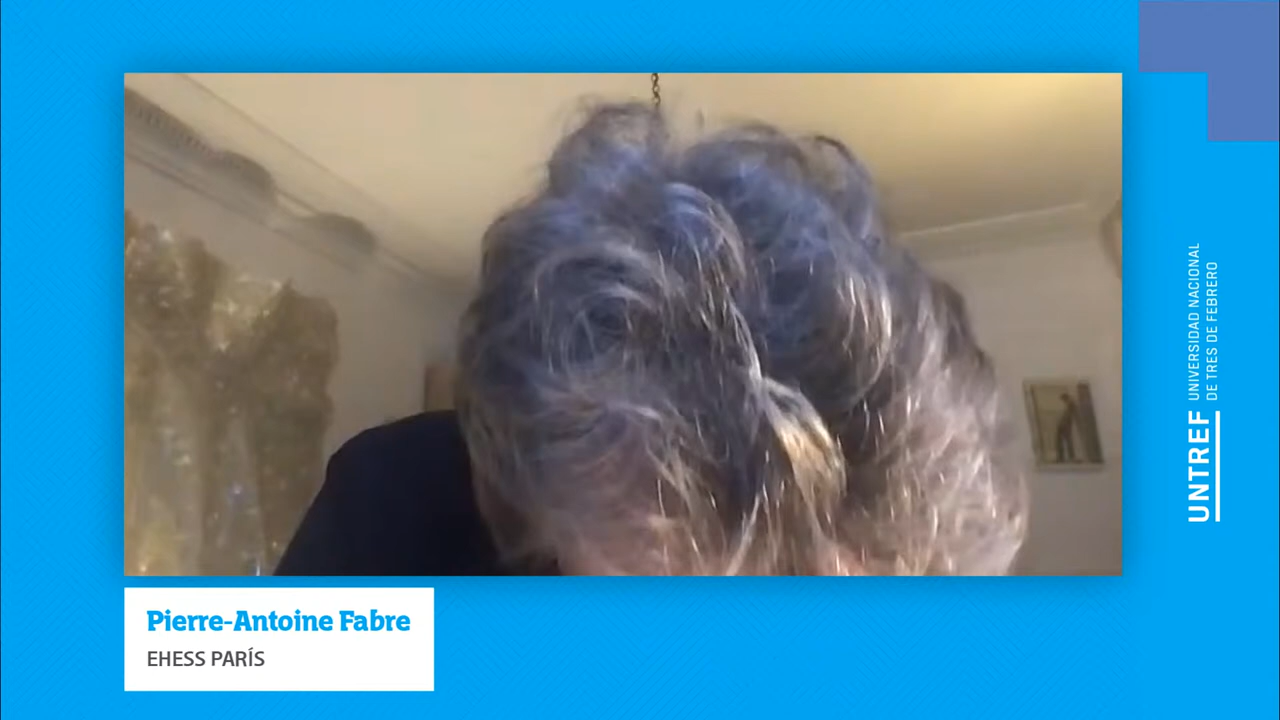 Pierre-Antoine Fabre
EHESS PARÍS
UNTREF
UNIVERSIDAD NACIONAL
DE TRES DE FEBRERO